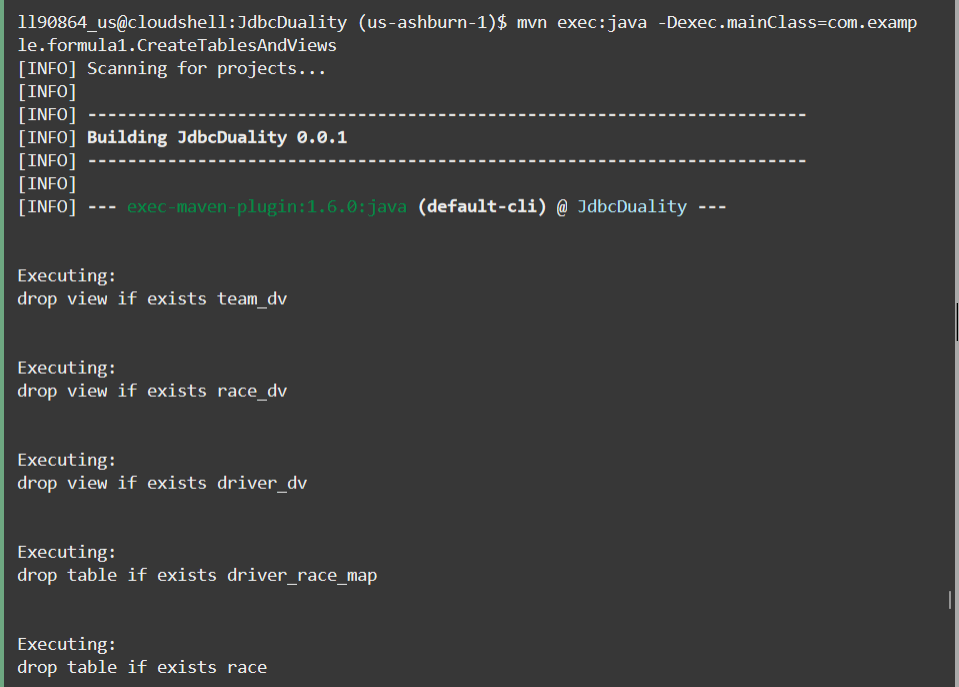 ll90864_us@cloudshell:JdbcDuality (us-ashburn-1)$ mvn exec:java -Dexec.mainClass=com.examp
le.formula1.CreateTablesAndViews
[INFO] Scanning for projects...
[INFO]
[INFO] ------------------------------------------------------------------------
[INFO] Building JdbcDuality 0.0.1
[INFO] ------------------------------------------------------------------------
[INFO]
[INFO] --- exec-maven-plugin:1.6.0:java (default-cli) @ JdbcDuality ---
Executing:
drop view if exists team_dv
Executing:
drop view if exists race_dv
Executing:
drop view if exists driver_dv
Executing:
drop table if exists driver_race_map
Executing:
drop table if exists race